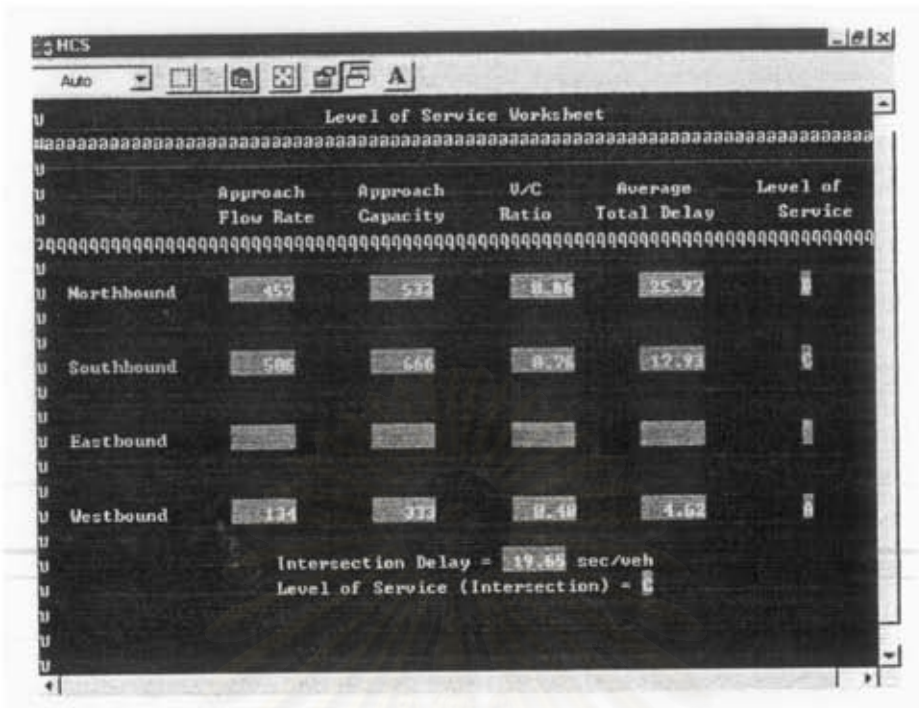 HCS
Auto
A
Level of Service Worksheet
Approach Approach V/C Average Level of
Flow Rate Capacity Ratio Total Delay Service
Northbound 457 532 0.86 25.97 D
Southbound 506 666 0.76 17.93 C
Eastbound
Westbound 134 333 0.40 4.62 A
Intersection Delay = 19.65 sec/veh
Level of Service (Intersection) = C